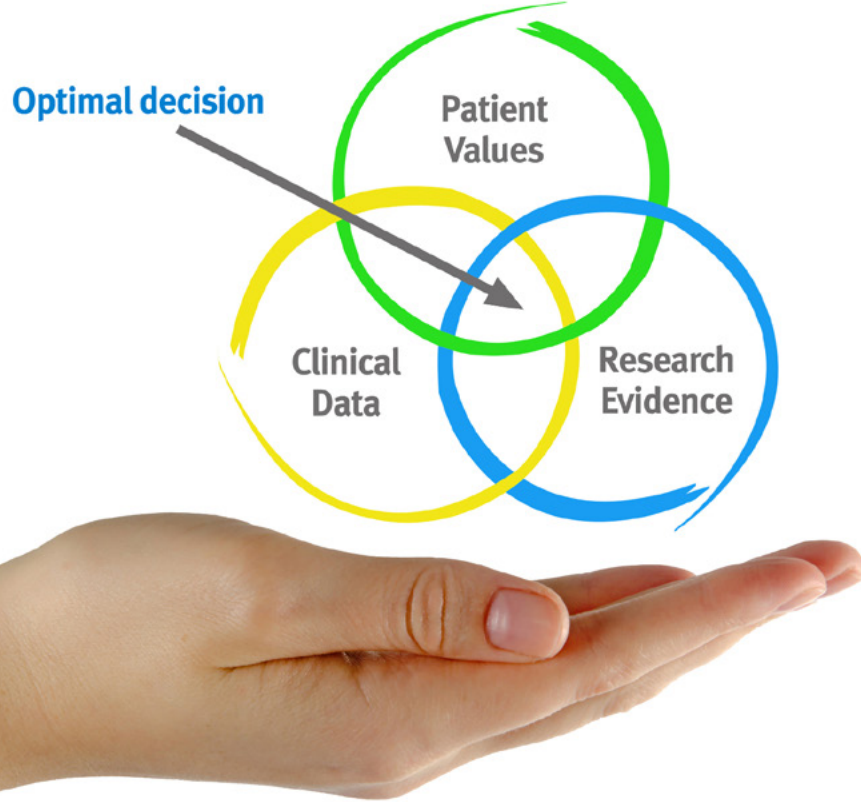 Optimal decision
Patient
Values
Clinical
Data
Research
Evidence